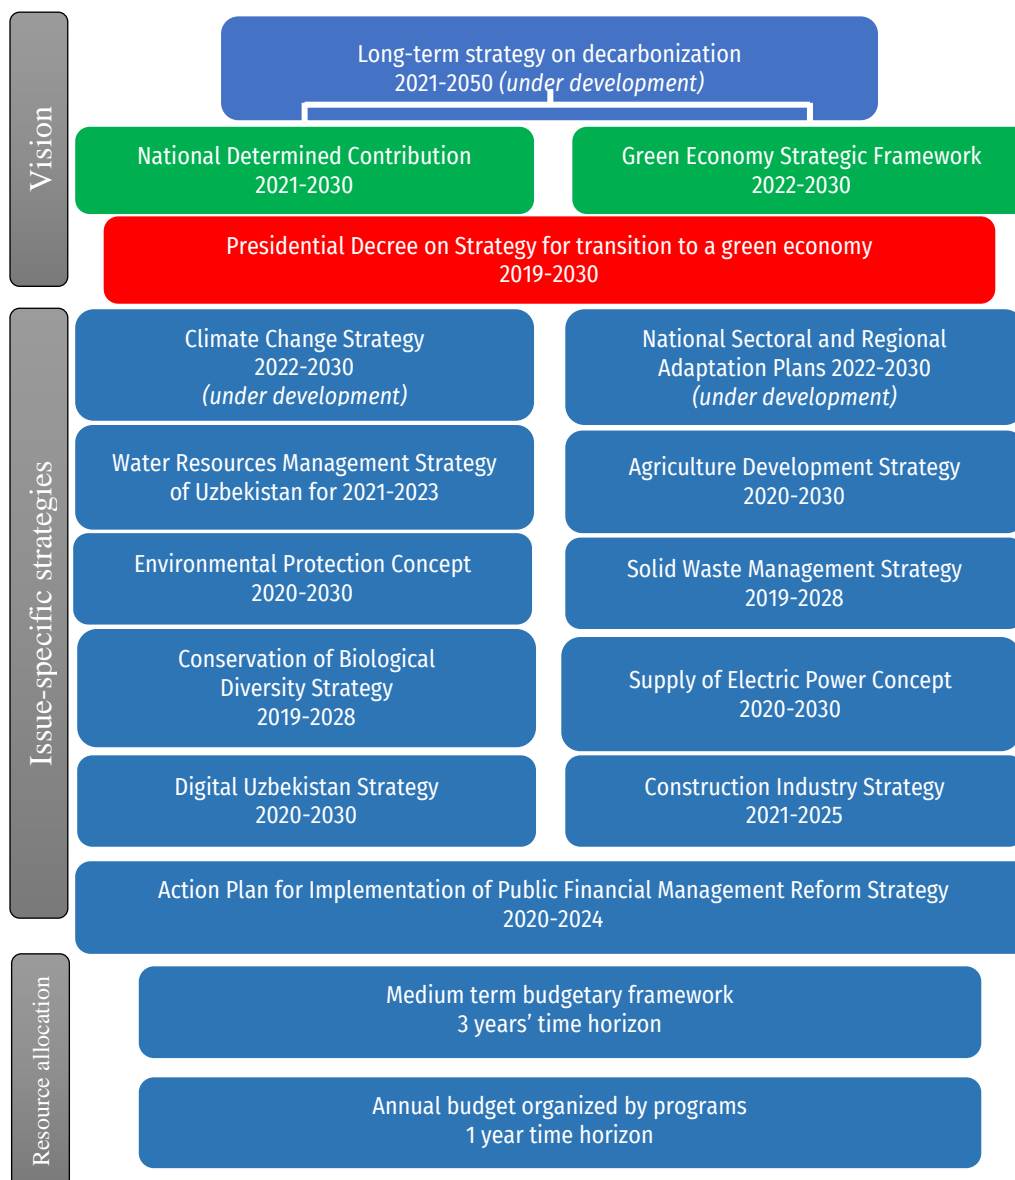 Vision
Long-term strategy on decarbonization
2021-2050 (under development)
National Determined Contribution
2021-2030
Green Economy Strategic Framework
2022-2030
Presidential Decree on Strategy for transition to a green economy
2019-2030
Issue-specific strategies
Climate Change Strategy
2022-2030
(under development)
National Sectoral and Regional
Adaptation Plans 2022-2030
(under development)
Water Resources Management Strategy
of Uzbekistan for 2021-2023
Agriculture Development Strategy
2020-2030
Environmental Protection Concept
2020-2030
Solid Waste Management Strategy
2019-2028
Conservation of Biological
Diversity Strategy
2019-2028
Supply of Electric Power Concept
2020-2030
Digital Uzbekistan Strategy
2020-2030
Construction Industry Strategy
2021-2025
Action Plan for Implementation of Public Financial Management Reform Strategy
2020-2024
Resource allocation
Medium term budgetary framework
3 years’ time horizon
Annual budget organized by programs
1 year time horizon